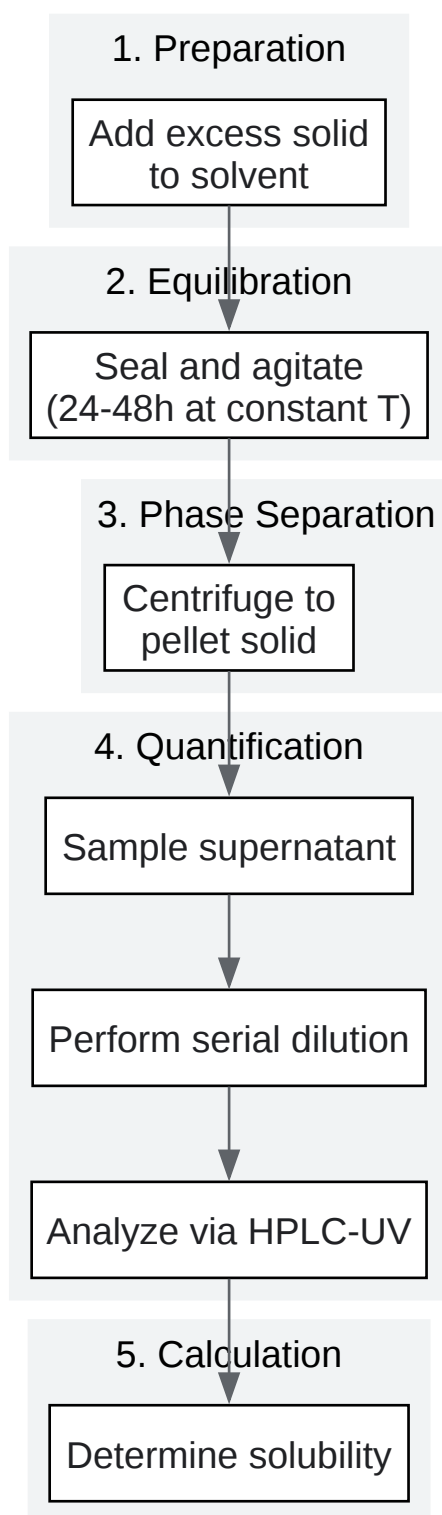 1. Preparation
Add excess solid
to solvent
2. Equilibration
Seal and agitate
(24-48h at constant T)
3. Phase Separation
Centrifuge to
pellet solid
4. Quantification
Sample supernatant
Perform serial dilution
Analyze via HPLC-UV
5. Calculation
Determine solubility